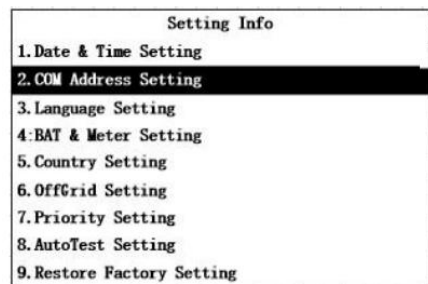 Setting Info
1.Date & Time Setting
2.COM Address Setting
3.Language Setting
4:BAT & Meter Setting
5.Country Setting
6.OffGrid Setting
7.Priority Setting
8.AutoTest Setting
9.Restore Factory Setting